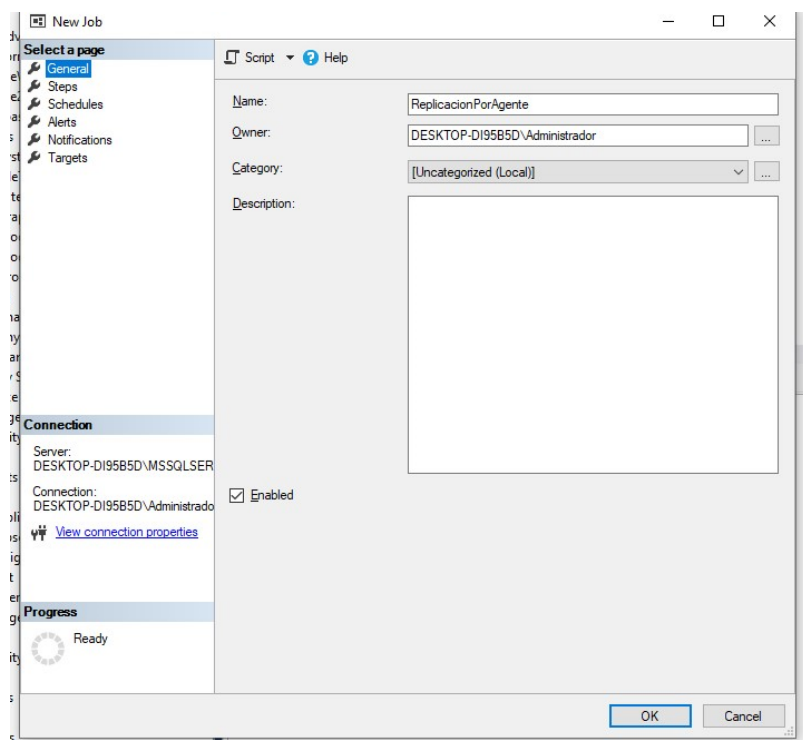 New Job
Select a page
General
Steps
Schedules
Alerts
Notifications
Targets
Script Help
Name: ReplicacionPorAgente
Owner: DESKTOP-DI95B5D\Administrador ...
Category: [Uncategorized (Local)] ...
Description:
Enabled
Connection
Server:
DESKTOP-DI95B5D\MSSQLSER
Connection:
DESKTOP-DI95B5D\Administrado
View connection properties
Progress
Ready
OK Cancel